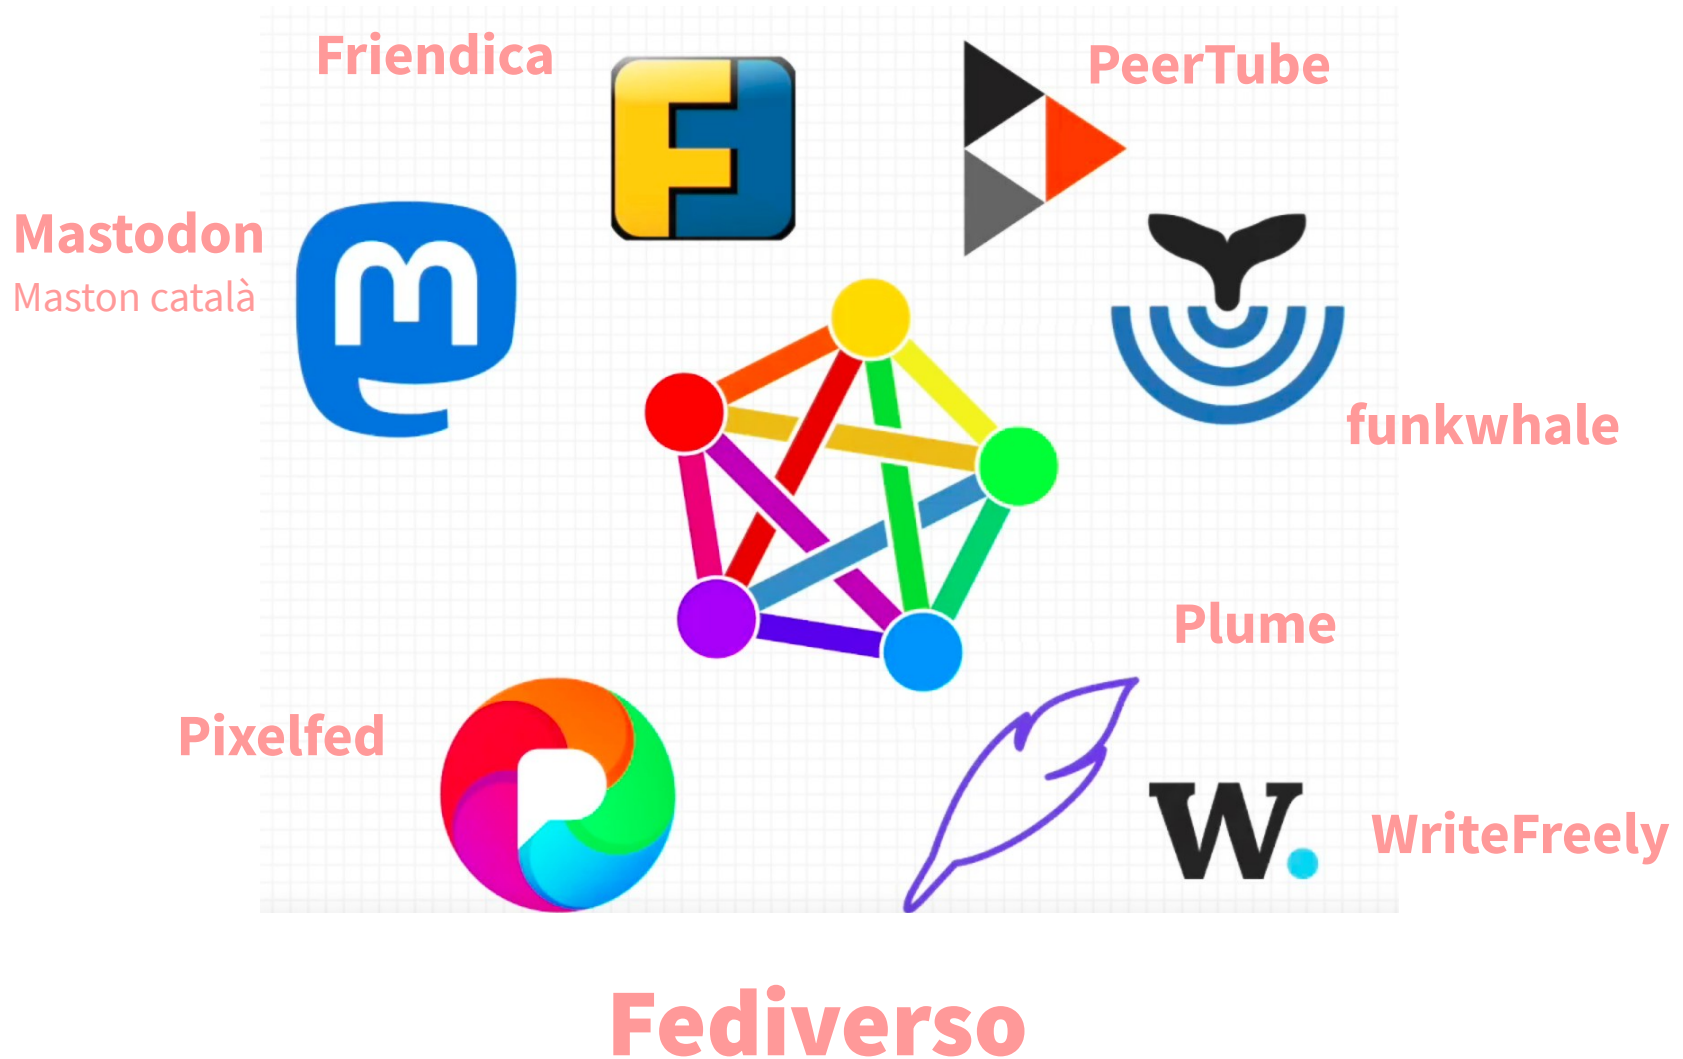 Friendica
PeerTube
Mastodon
Maston català
funkwhale
Plume
Pixelfed
W.
WriteFreely
Fediverso